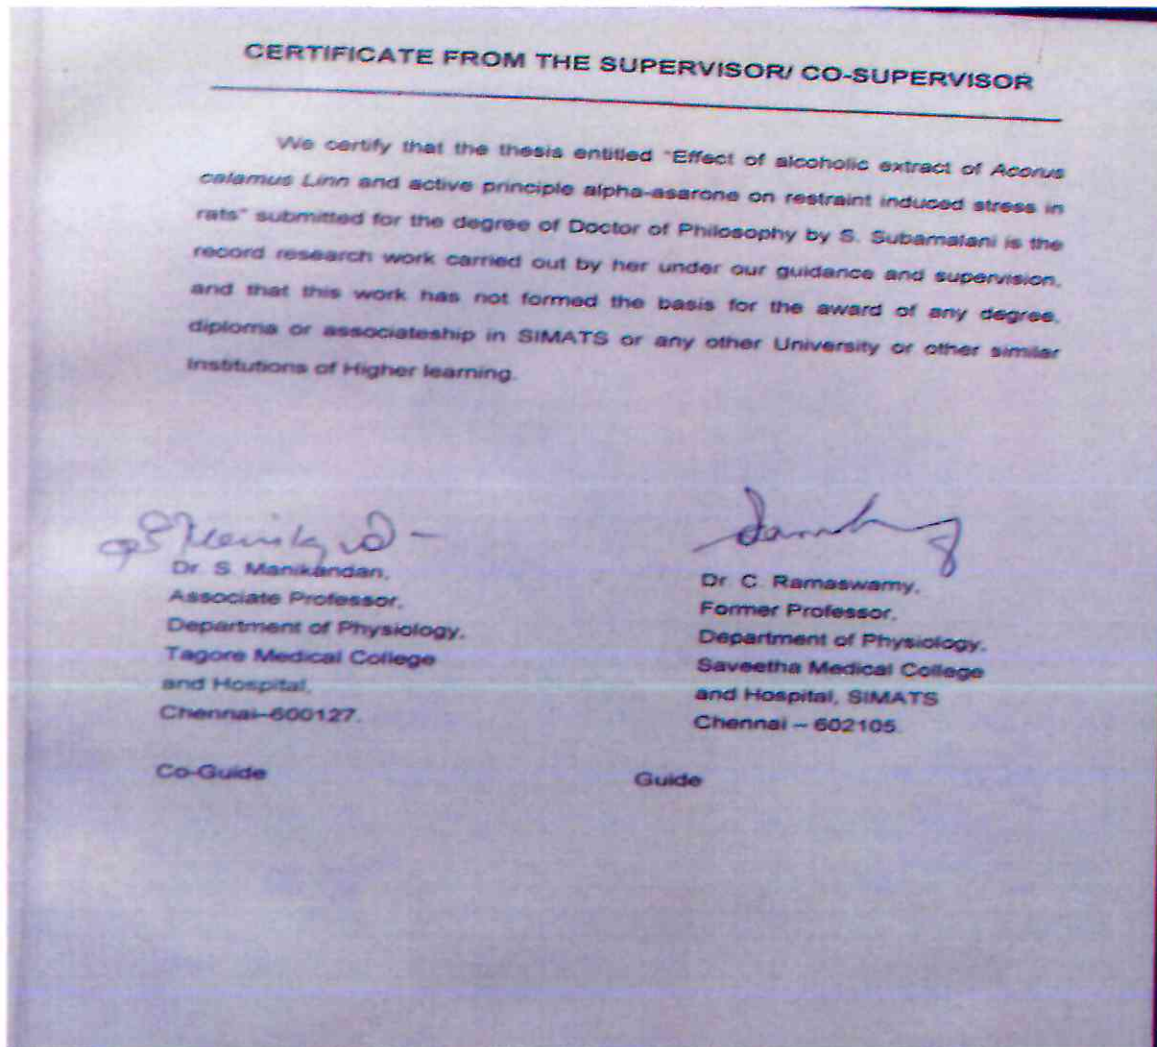 CERTIFICATE FROM THE SUPERVISOR/ CO-SUPERVISOR
We certify that the thesis entitled "Effect of alcoholic extract of Acorus
calamus Linn and active principle alpha-asarone on restraint induced stress in
rats" submitted for the degree of Doctor of Philosophy by S. Subamalani is the
record research work carried out by her under our guidance and supervision,
and that this work has not formed the basis for the award of any degree,
diploma or associateship in SIMATS or any other University or other similar
Institutions of Higher learning.
Dr. S. Manikandan,
Associate Professor,
Department of Physiology,
Tagore Medical College
and Hospital,
Chennai–600127.
Co-Guide
Dr. C. Ramaswamy,
Former Professor,
Department of Physiology,
Saveetha Medical College
and Hospital, SIMATS
Chennai – 602105.
Guide